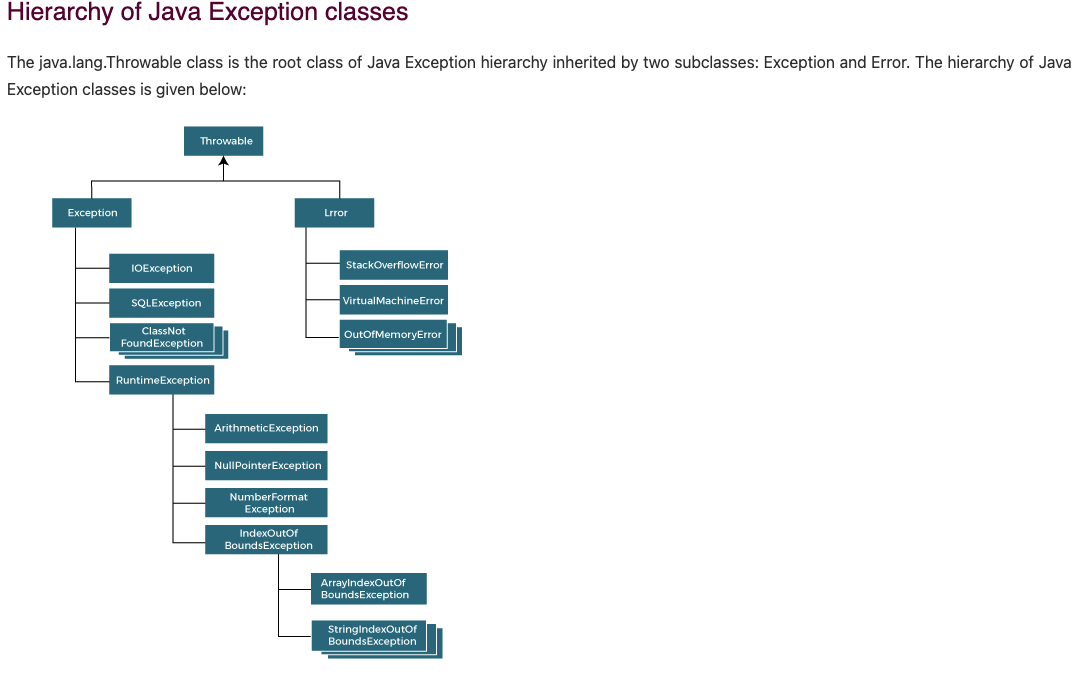 Hierarchy of Java Exception classes
The java.lang.Throwable class is the root class of Java Exception hierarchy inherited by two subclasses: Exception and Error. The hierarchy of Java
Exception classes is given below:
Throwable
Exception
Lrror
IOException
SQLException
ClassNot
FoundException
RuntimeException
StackOverflowError
VirtualMachineError
OutOfMemoryError
ArithmeticException
NullPointerException
NumberFormat
Exception
IndexOutOf
BoundsException
ArrayIndexOutOf
BoundsException
StringIndexOutOf
BoundsException